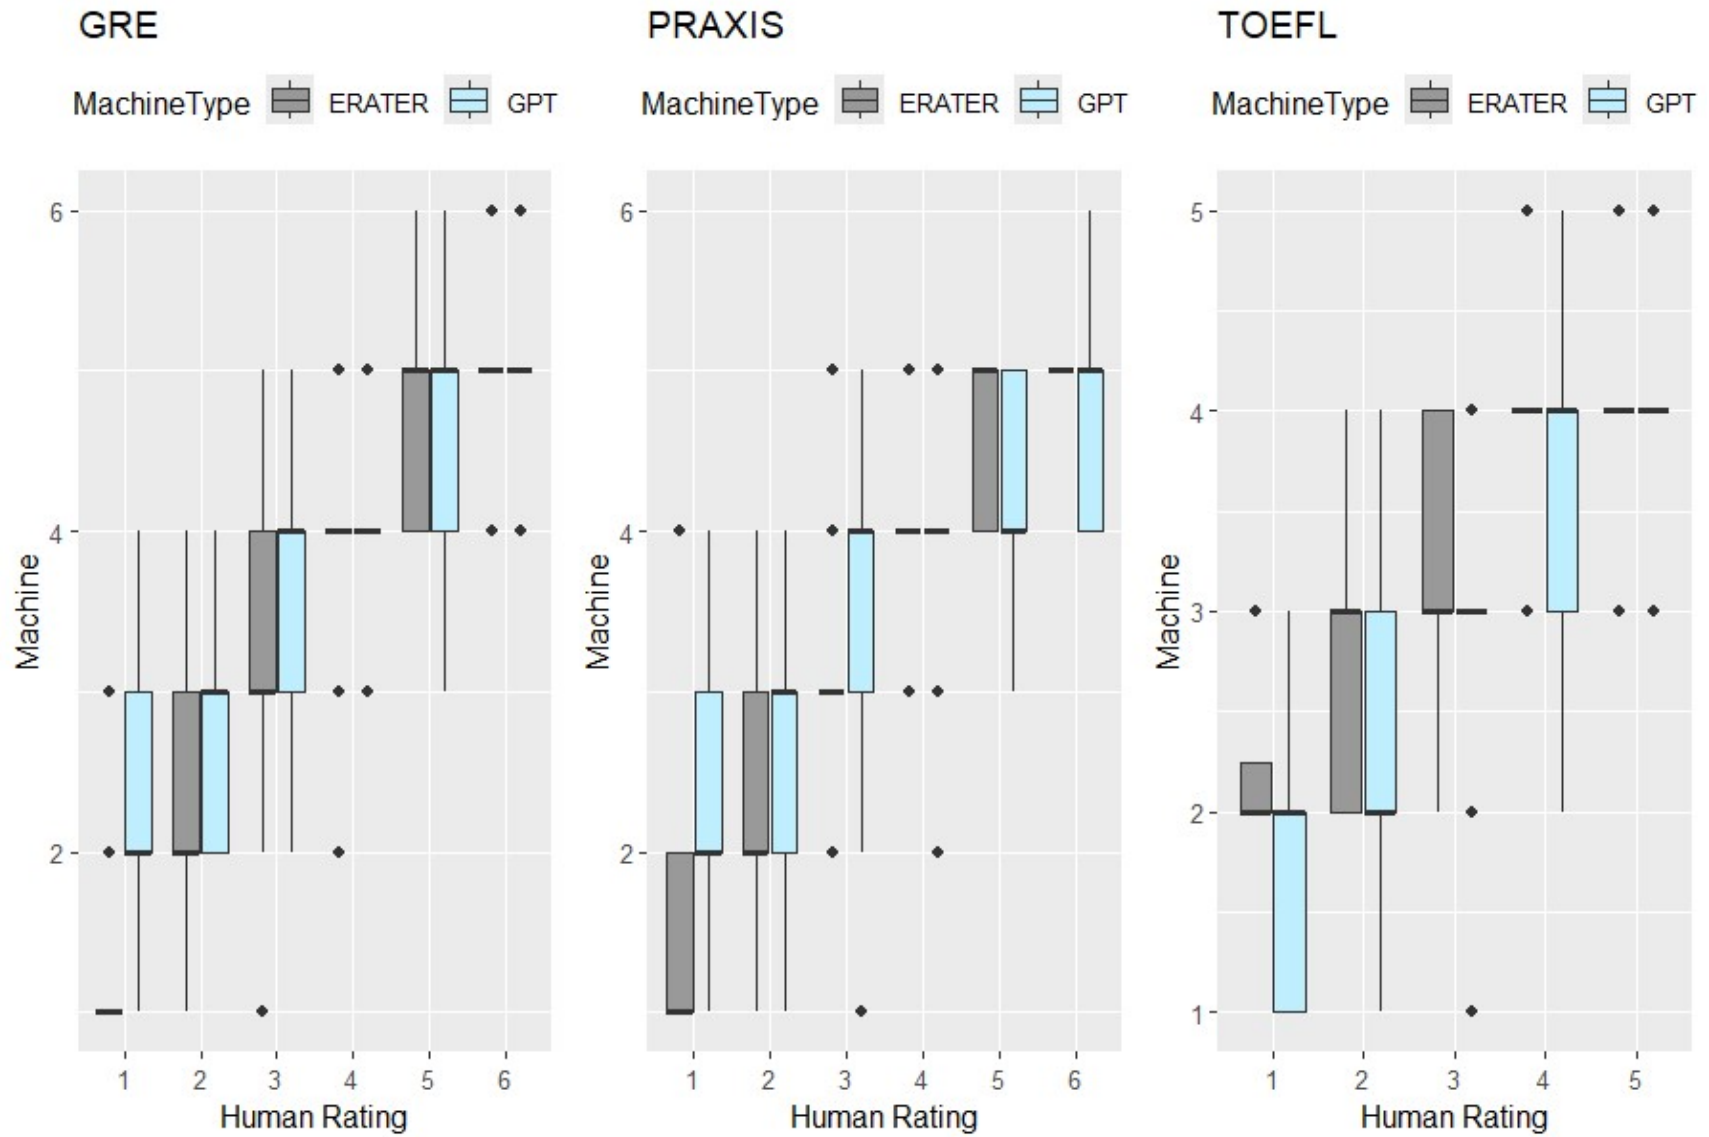 GRE
MachineType ERATER GPT
6
4
2
Machine
1 2 3 4 5 6
Human Rating
PRAXIS
MachineType ERATER GPT
6
4
2
Machine
1 2 3 4 5 6
Human Rating
TOEFL
MachineType ERATER GPT
5
4
3
2
1
Machine
1 2 3 4 5
Human Rating